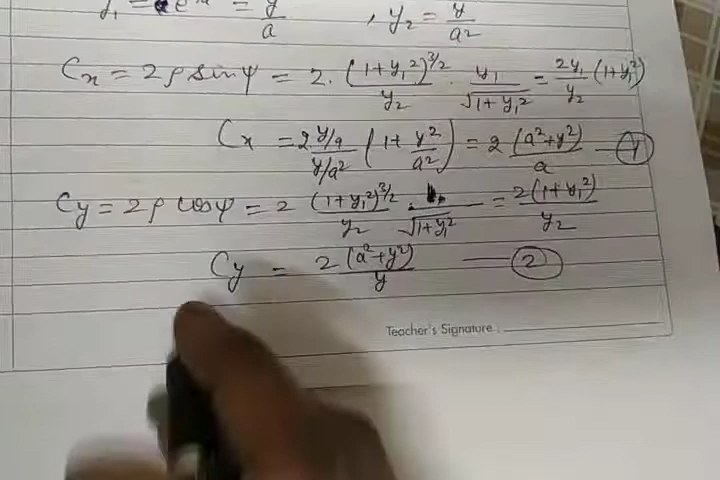 y₁ = a e^x/a = y/a , y₂ = y/a²
Cx = 2ρ sinψ = 2 · (1+y₁²)^3/2 / y₂ · y₁/√(1+y₁²) = 2y₁/y₂ (1+y₁²)
Cx = 2 y/a / y/a² (1 + y²/a²) = 2 (a²+y²)/a — ①
Cy = 2ρ cosψ = 2 (1+y₁²)^3/2 / y₂ · 1/√(1+y₁²) = 2(1+y₁²)/y₂
Cy = 2 (a²+y²)/y — ②
Teacher's Signature